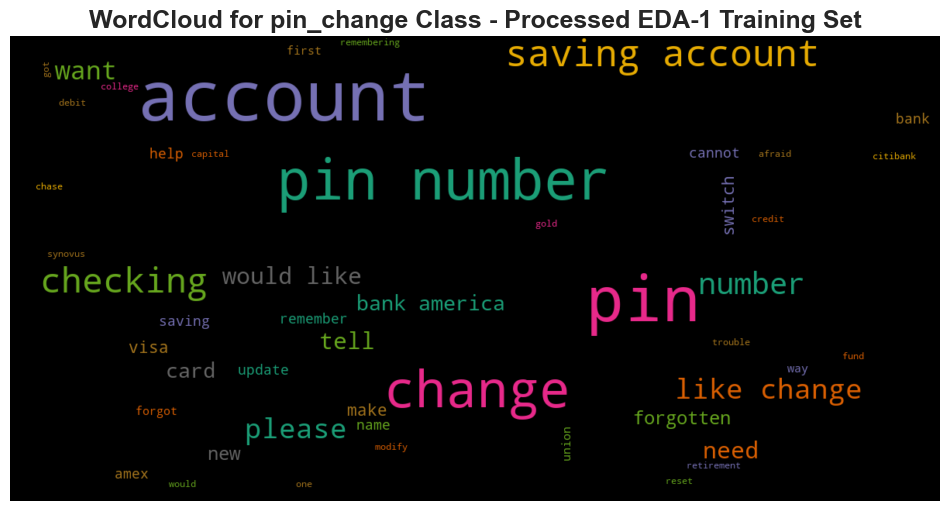 WordCloud for pin_change Class - Processed EDA-1 Training Set
remembering
first
saving account
got
want
college
account
debit
bank
help
capital
cannot
afraid
citibank
chase
pin number
switch
credit
gold
synovus
checking
would like
pin
number
bank america
saving
remember
tell
trouble
visa
fund
card
update
way
change
like change
forgot
make
forgotten
name
please
union
modify
new
need
retirement
amex
would
one
reset